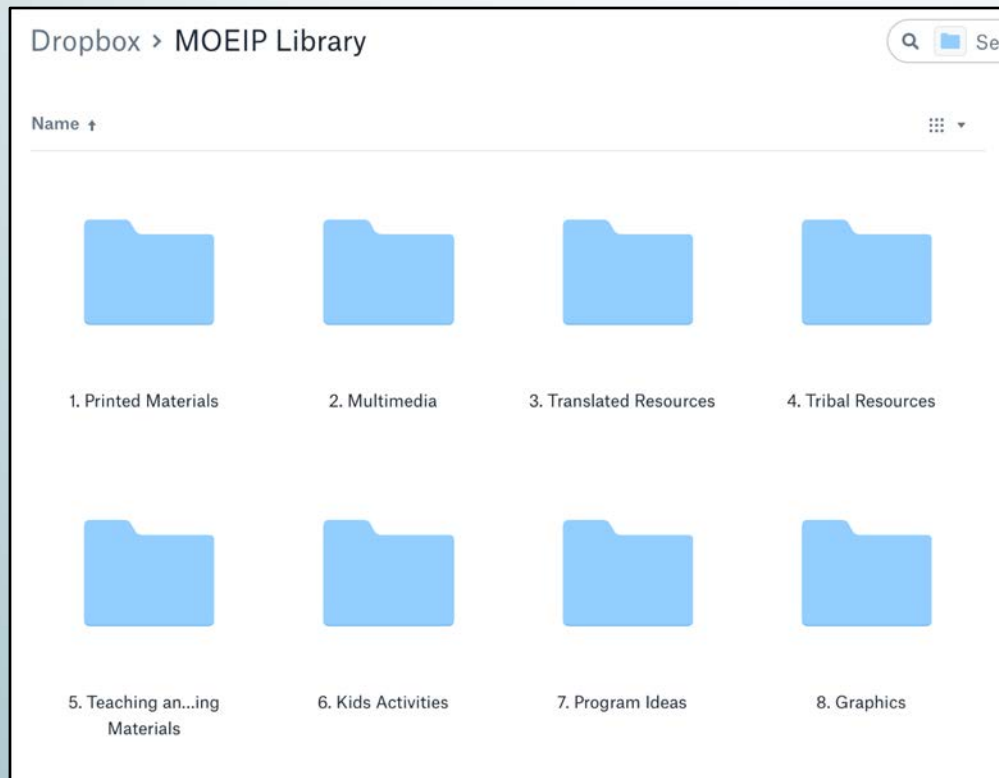 Dropbox > MOEIP Library
Se
Name ↑
1. Printed Materials
2. Multimedia
3. Translated Resources
4. Tribal Resources
5. Teaching an...ing
Materials
6. Kids Activities
7. Program Ideas
8. Graphics